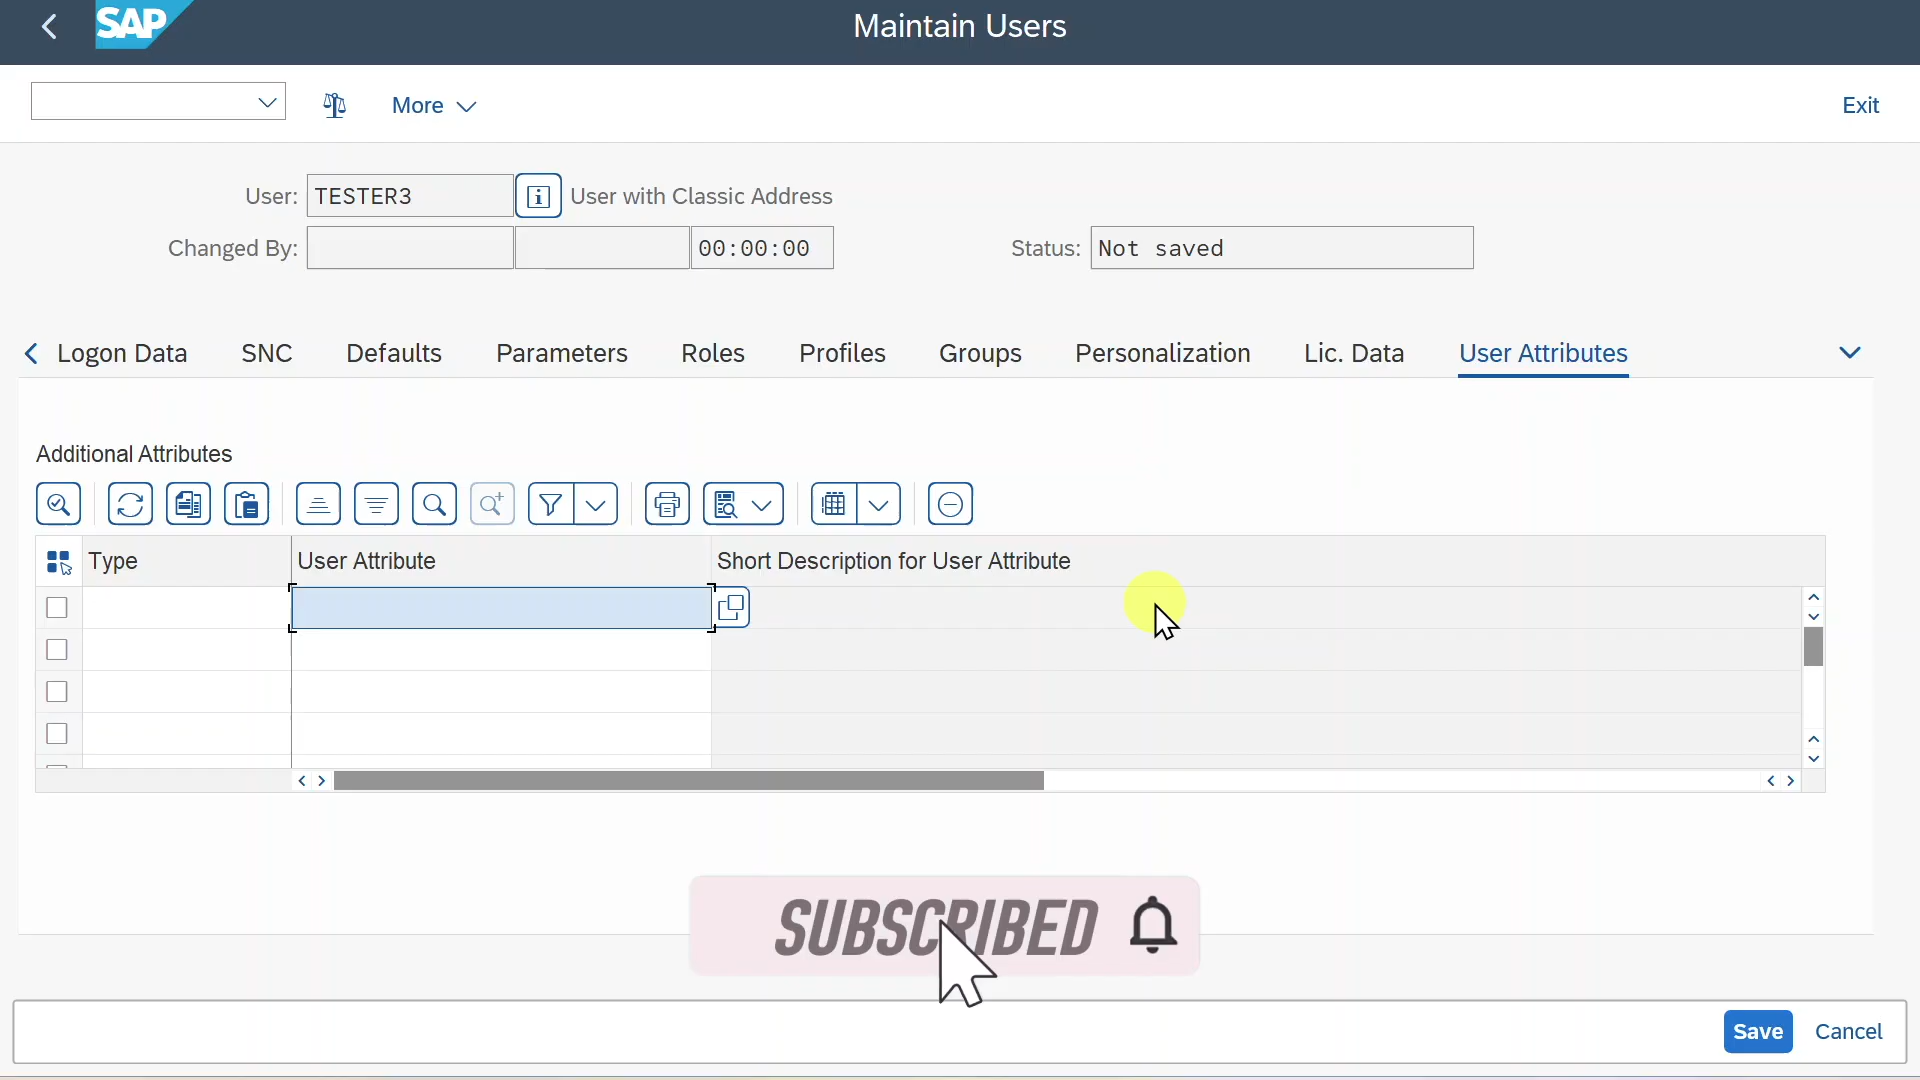 SAP
Maintain Users
More
Exit
User: TESTER3 User with Classic Address
Changed By: 00:00:00 Status: Not saved
Logon Data SNC Defaults Parameters Roles Profiles Groups Personalization Lic. Data User Attributes
Additional Attributes
Type User Attribute Short Description for User Attribute
SUBSCRIBED
Save Cancel